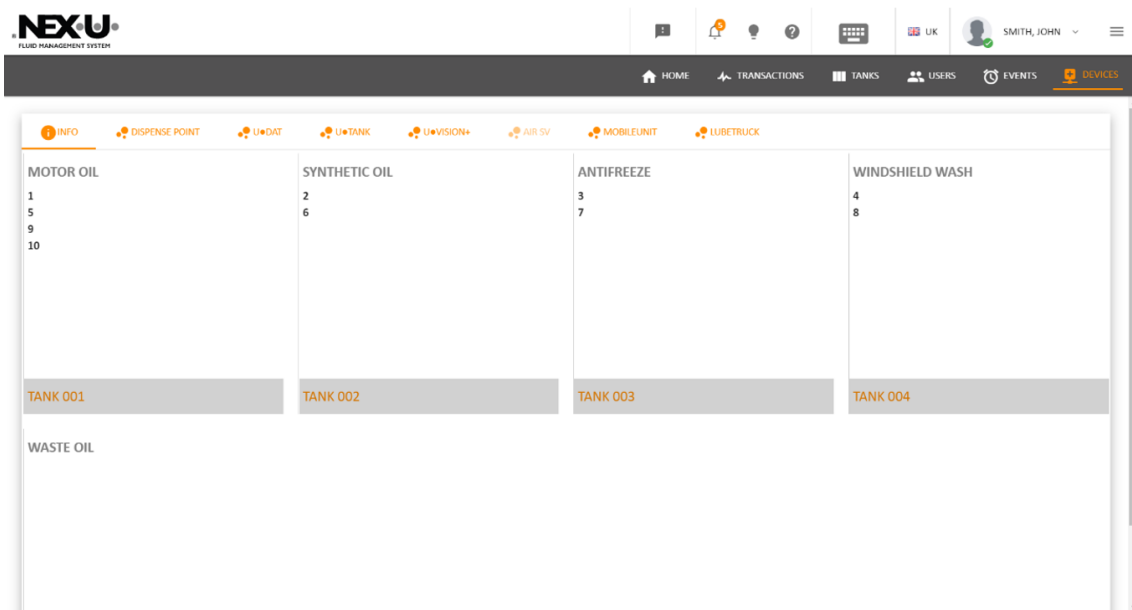 .NEX•U•
FLUID MANAGEMENT SYSTEM
5
UK
SMITH, JOHN
HOME
TRANSACTIONS
TANKS
USERS
EVENTS
DEVICES
INFO
DISPENSE POINT
U•DAT
U•TANK
U•VISION+
AIR SV
MOBILEUNIT
LUBETRUCK
MOTOR OIL
1
5
9
10
TANK 001
SYNTHETIC OIL
2
6
TANK 002
ANTIFREEZE
3
7
TANK 003
WINDSHIELD WASH
4
8
TANK 004
WASTE OIL